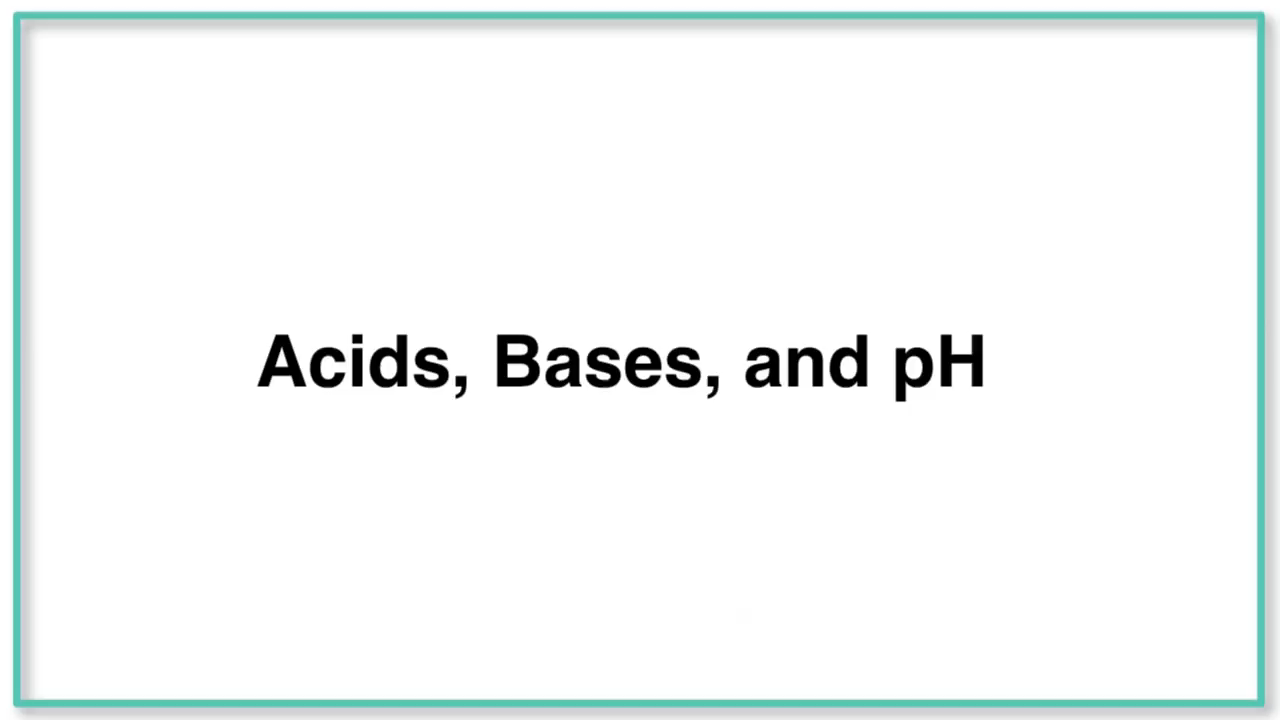 Acids, Bases, and pH